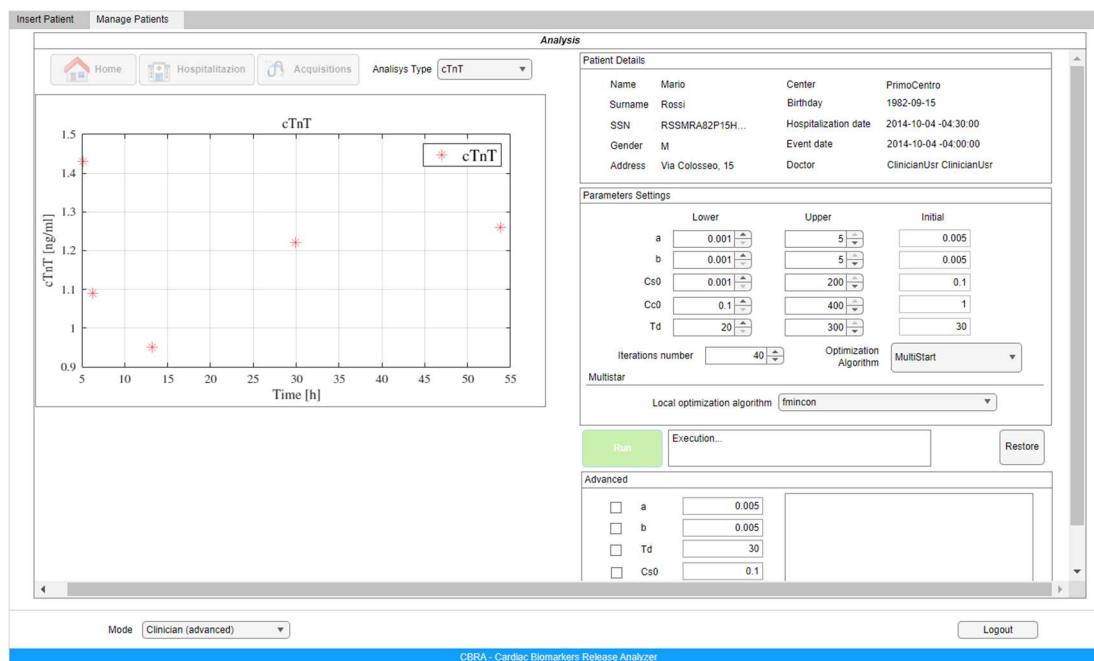 Insert Patient
Manage Patients
Analysis
Home
Hospitalitazion
Acquisitions
Analisys Type
cTnT
cTnT
cTnT
cTnT [ng/ml]
1.5
1.4
1.3
1.2
1.1
1
0.9
5 10 15 20 25 30 35 40 45 50 55
Time [h]
Patient Details
Name Mario Center PrimoCentro
Surname Rossi Birthday 1982-09-15
SSN RSSMRA82P15H... Hospitalization date 2014-10-04 -04:30:00
Gender M Event date 2014-10-04 -04:00:00
Address Via Colosseo, 15 Doctor ClinicianUsr ClinicianUsr
Parameters Settings
Lower Upper Initial
a 0.001 5 0.005
b 0.001 5 0.005
Cs0 0.001 200 0.1
Cc0 0.1 400 1
Td 20 300 30
Iterations number 40 Optimization Algorithm MultiStart
Multistar
Local optimization algorithm fmincon
Run
Execution...
Restore
Advanced
a 0.005
b 0.005
Td 30
Cs0 0.1
Mode Clinician (advanced)
Logout
CBRA - Cardiac Biomarkers Release Analyzer